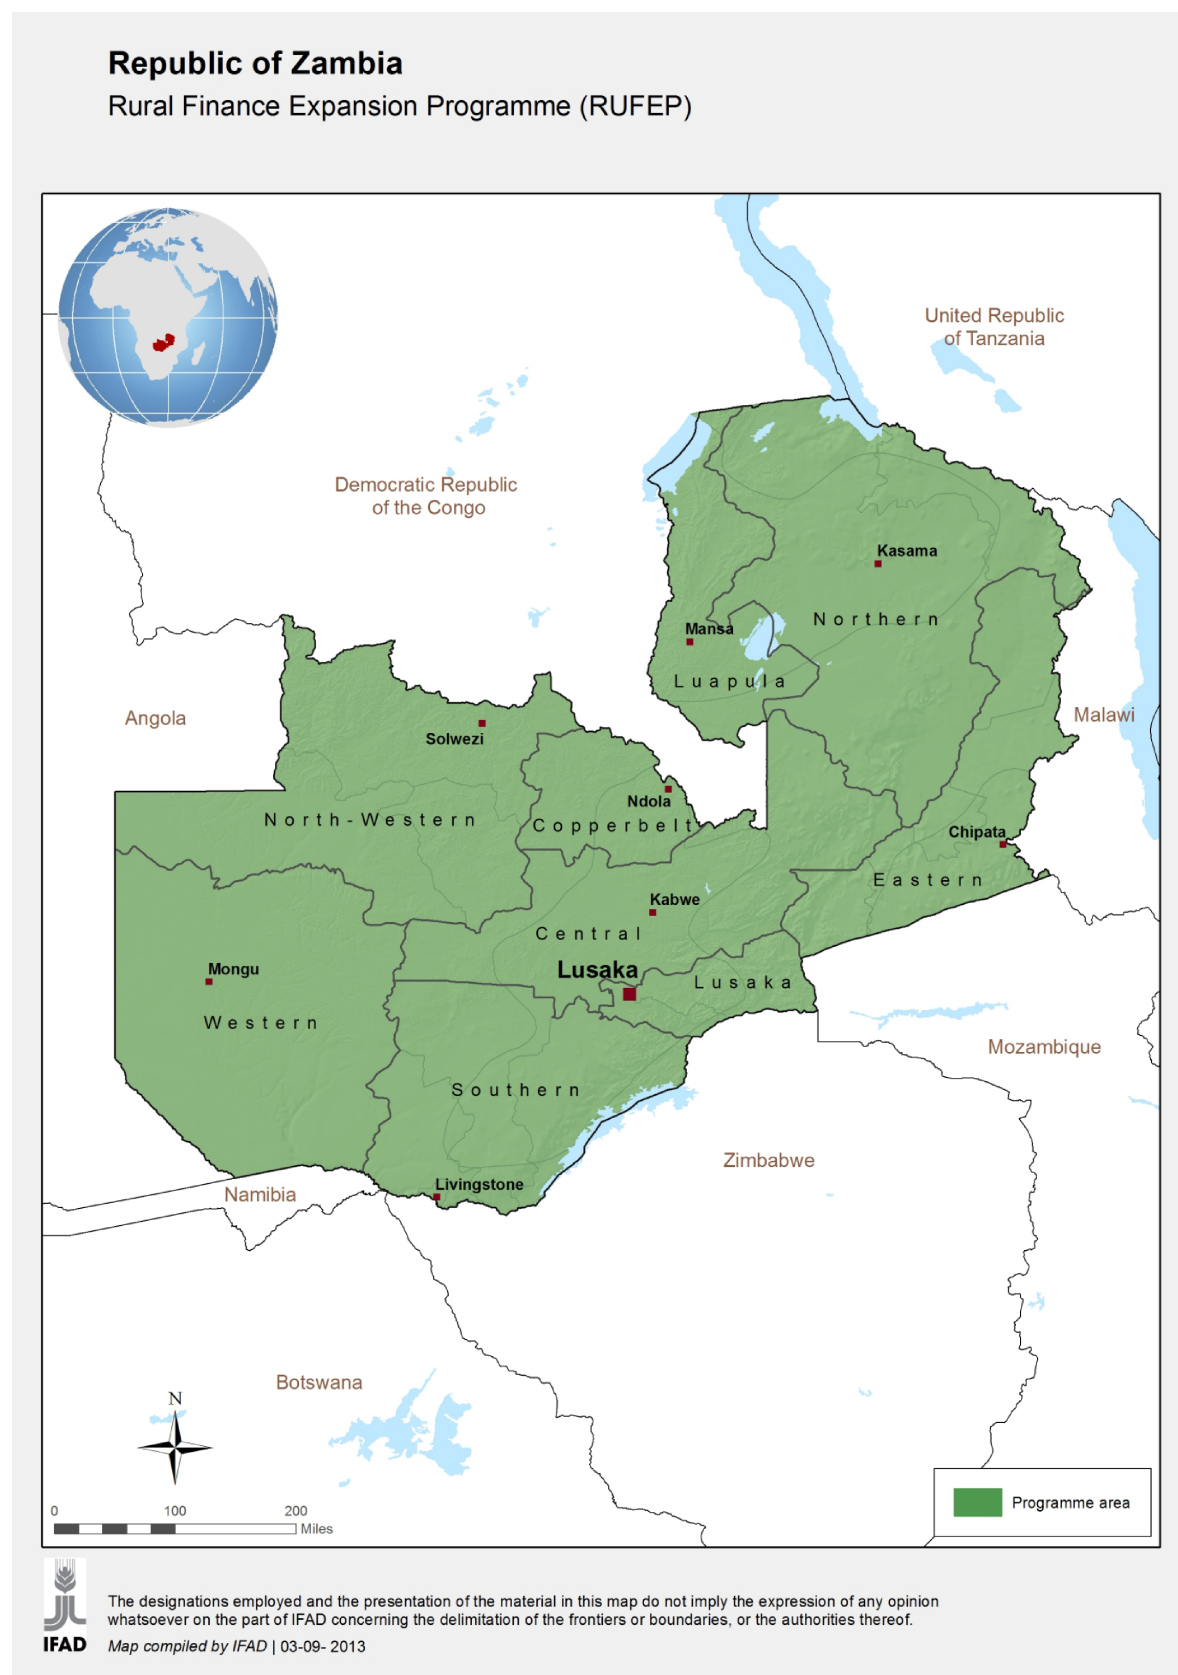 Republic of Zambia
Rural Finance Expansion Programme (RUFEP)
United Republic
of Tanzania
Democratic Republic
of the Congo
Kasama
Northern
Mansa
Luapula
Angola
Malawi
Solwezi
Ndola
North-Western
Copperbelt
Chipata
Eastern
Kabwe
Central
Lusaka
Mongu
Lusaka
Western
Mozambique
Southern
Zimbabwe
Livingstone
Namibia
Botswana
N
0 100 200
Miles
Programme area
The designations employed and the presentation of the material in this map do not imply the expression of any opinion
whatsoever on the part of IFAD concerning the delimitation of the frontiers or boundaries, or the authorities thereof.
IFAD
Map compiled by IFAD | 03-09- 2013